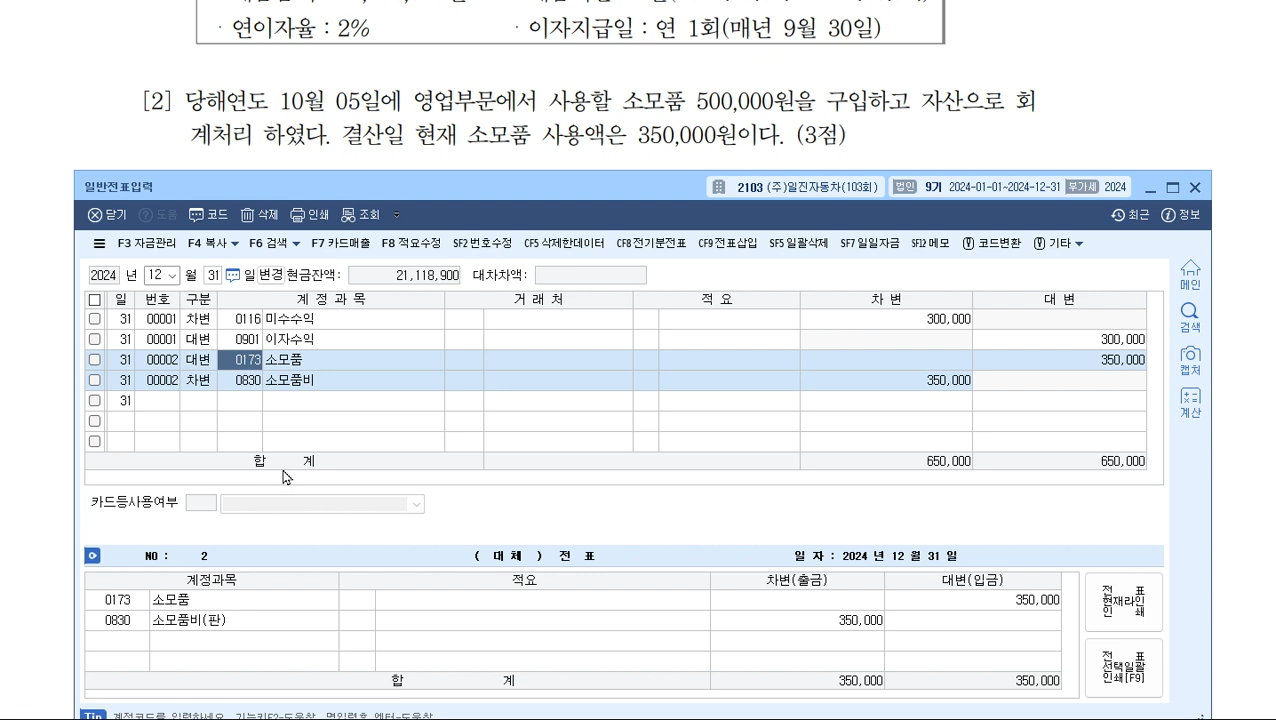 · 연이자율 : 2% · 이자지급일 : 연 1회(매년 9월 30일)
[2] 당해연도 10월 05일에 영업부문에서 사용할 소모품 500,000원을 구입하고 자산으로 회
계처리 하였다. 결산일 현재 소모품 사용액은 350,000원이다. (3점)
일반전표입력 2103 (주)일진자동차(103회) 법인 9기 2024-01-01~2024-12-31 부가세 2024
닫기 도움 코드 삭제 인쇄 조회 최근 정보
F3 자금관리 F4 복사 F6 검색 F7 카드매출 F8 적요수정 SF2 번호수정 CF5 삭제한데이터 CF8 전기분전표 CF9 전표삽입 SF5 일괄삭제 SF7 일일자금 SF12 메모 코드변환 기타
2024 년 12 월 31 일 변경 현금잔액: 21,118,900 대차차액:
일 번호 구분 계 정 과 목 거 래 처 적 요 차 변 대 변
31 00001 차변 0116 미수수익 300,000
31 00001 대변 0901 이자수익 300,000
31 00002 대변 0173 소모품 350,000
31 00002 차변 0830 소모품비 350,000
31
합 계 650,000 650,000
메인
검색
캡처
계산
카드등사용여부
NO : 2 ( 대 체 ) 전 표 일 자 : 2024 년 12 월 31 일
계정과목 적요 차변(출금) 대변(입금)
0173 소모품 350,000
0830 소모품비(판) 350,000
합 계 350,000 350,000
전 표
현재라인
인 쇄
전 표
선택일괄
인쇄[F9]
Tip 계정코드를 입력하세요.